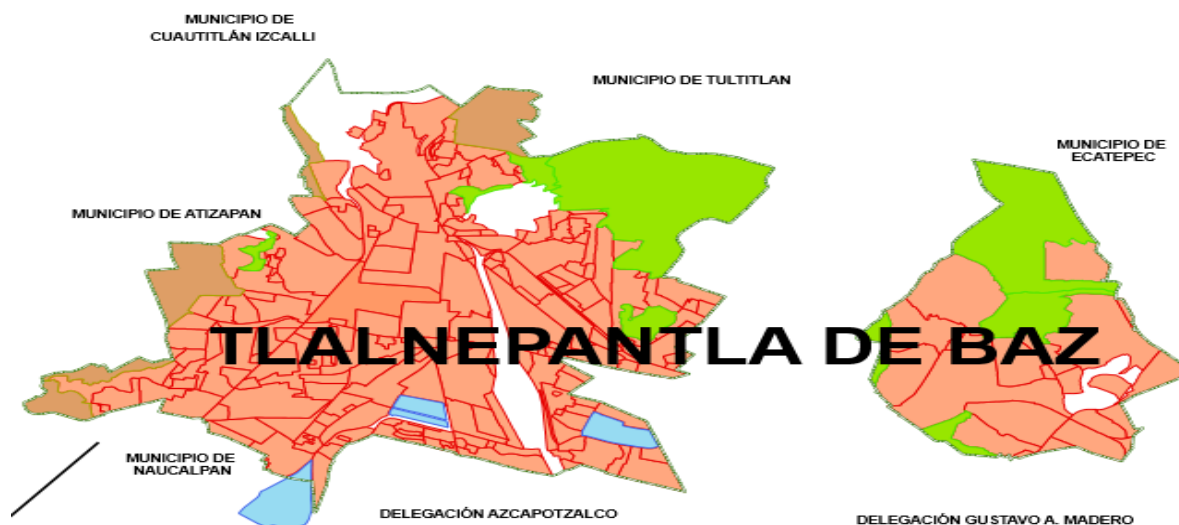 MUNICIPIO DE
CUAUTITLÁN IZCALLI
MUNICIPIO DE TULTITLAN
MUNICIPIO DE
ECATEPEC
MUNICIPIO DE ATIZAPAN
TLALNEPANTLA DE BAZ
MUNICIPIO DE
NAUCALPAN
DELEGACIÓN AZCAPOTZALCO
DELEGACIÓN GUSTAVO A. MADERO